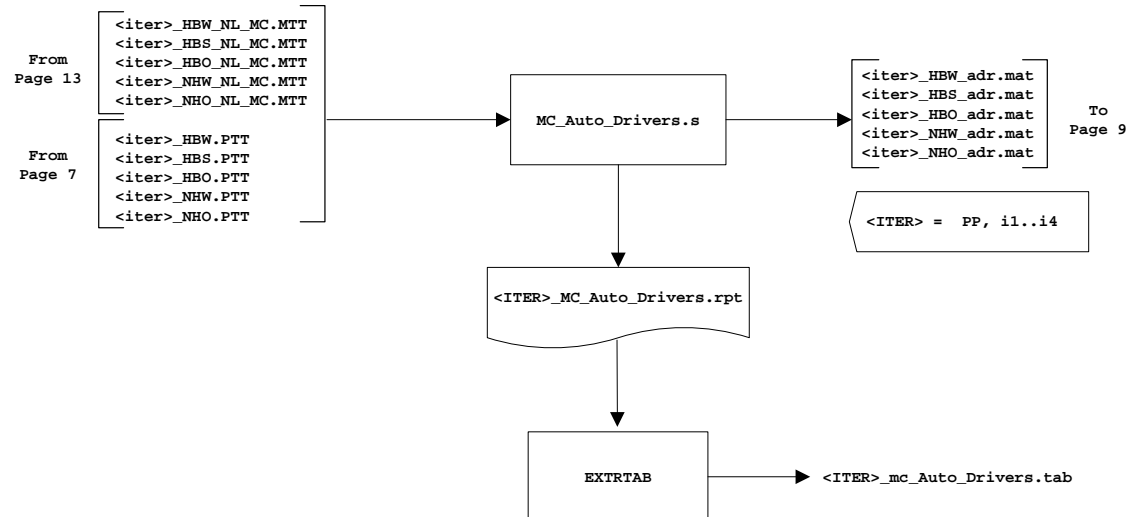 From
Page 13
<iter>_HBW_NL_MC.MTT
<iter>_HBS_NL_MC.MTT
<iter>_HBO_NL_MC.MTT
<iter>_NHW_NL_MC.MTT
<iter>_NHO_NL_MC.MTT
From
Page 7
<iter>_HBW.PTT
<iter>_HBS.PTT
<iter>_HBO.PTT
<iter>_NHW.PTT
<iter>_NHO.PTT
MC_Auto_Drivers.s
<iter>_HBW_adr.mat
<iter>_HBS_adr.mat
<iter>_HBO_adr.mat
<iter>_NHW_adr.mat
<iter>_NHO_adr.mat
To
Page 9
<ITER> = PP, i1..i4
<ITER>_MC_Auto_Drivers.rpt
EXTRTAB
<ITER>_mc_Auto_Drivers.tab